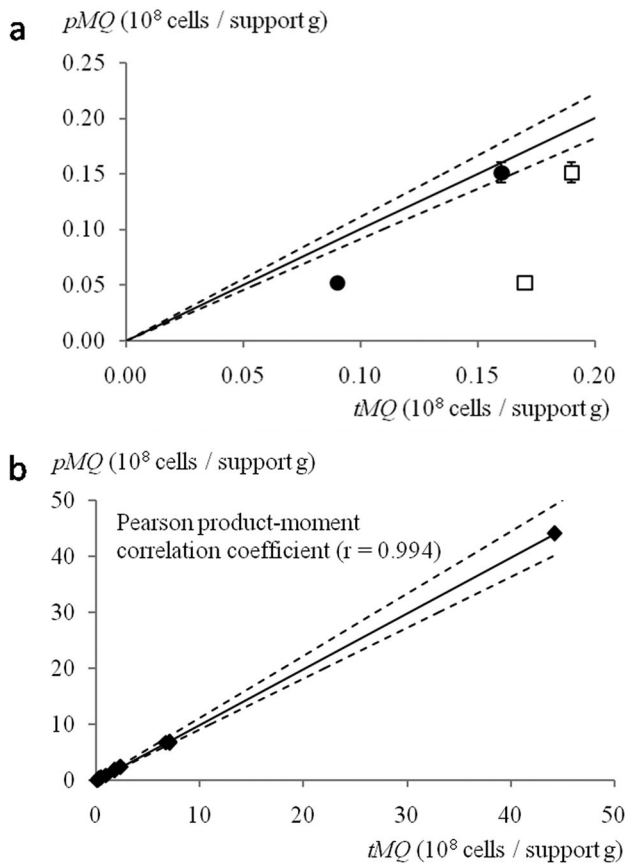 a
pMQ (10⁸ cells / support g)
0.25
0.20
0.15
0.10
0.05
0.00
0.00 0.05 0.10 0.15 0.20
tMQ (10⁸ cells / support g)
b
pMQ (10⁸ cells / support g)
50
Pearson product-moment
correlation coefficient (r = 0.994)
40
30
20
10
0
0 10 20 30 40 50
tMQ (10⁸ cells / support g)